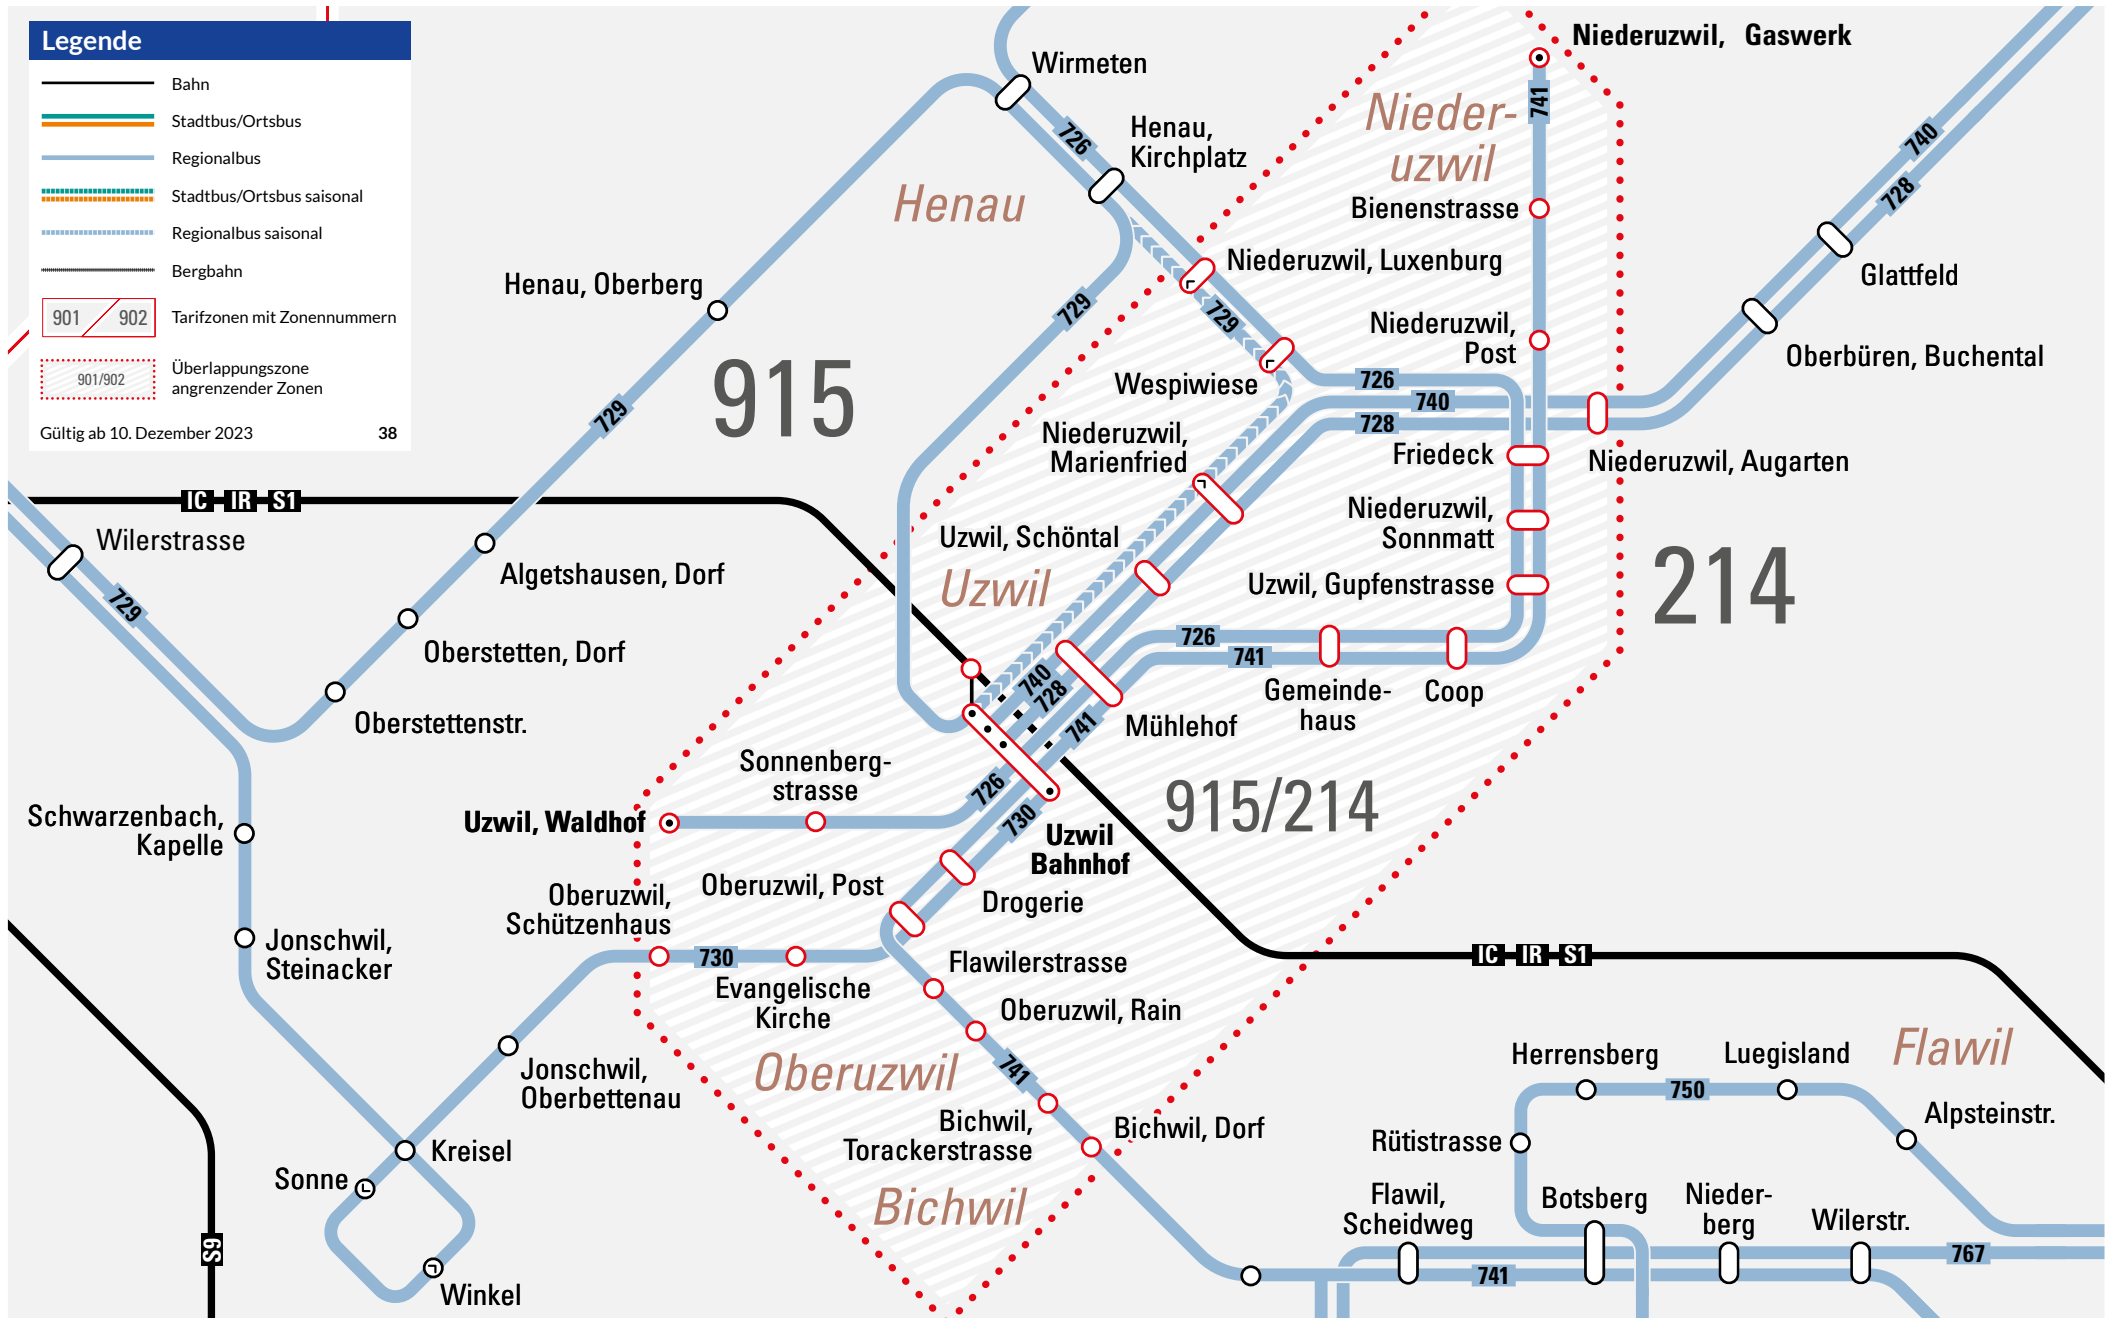 Legende
Bahn
Stadtbus/Ortsbus
Regionalbus
Stadtbus/Ortsbus saisonal
Regionalbus saisonal
Bergbahn
901 902 Tarifzonen mit Zonennummern
901/902
Überlappungszone
angrenzender Zonen
Gültig ab 10. Dezember 2023 38
Niederuzwil, Gaswerk
741
Nieder-
uzwil
Bienenstrasse
Wirmeten
726
Henau,
Kirchplatz
Henau
Niederuzwil, Luxenburg
740
728
Glattfeld
Oberbüren, Buchental
Henau, Oberberg
729
729
Niederuzwil,
Post
Wespiwiese
726
740
728
915
729
Niederuzwil,
Marienfried
Friedeck
Niederuzwil, Augarten
IC IR S1
Wilerstrasse
729
Algetshausen, Dorf
Oberstetten, Dorf
Oberstettenstr.
Uzwil, Schöntal
Uzwil
Niederuzwil,
Sonnmatt
Uzwil, Gupfenstrasse
214
726
741
740
728
741
Gemeinde-
haus
Coop
Mühlehof
Sonnenberg-
strasse
726
730
915/214
Uzwil, Waldhof
Uzwil
Bahnhof
Schwarzenbach,
Kapelle
Oberuzwil,
Schützenhaus
Oberuzwil, Post
Drogerie
Jonschwil,
Steinacker
730
Evangelische
Kirche
Flawilerstrasse
Oberuzwil, Rain
IC IR S1
Oberuzwil
741
Jonschwil,
Oberbettenau
Bichwil,
Torackerstrasse
Bichwil, Dorf
Bichwil
Kreisel
Sonne
Winkel
S9
Herrensberg
Luegisland
Flawil
750
Alpsteinstr.
Rütistrasse
Flawil,
Scheidweg
Botsberg
Nieder-
berg
Wilerstr.
767
741